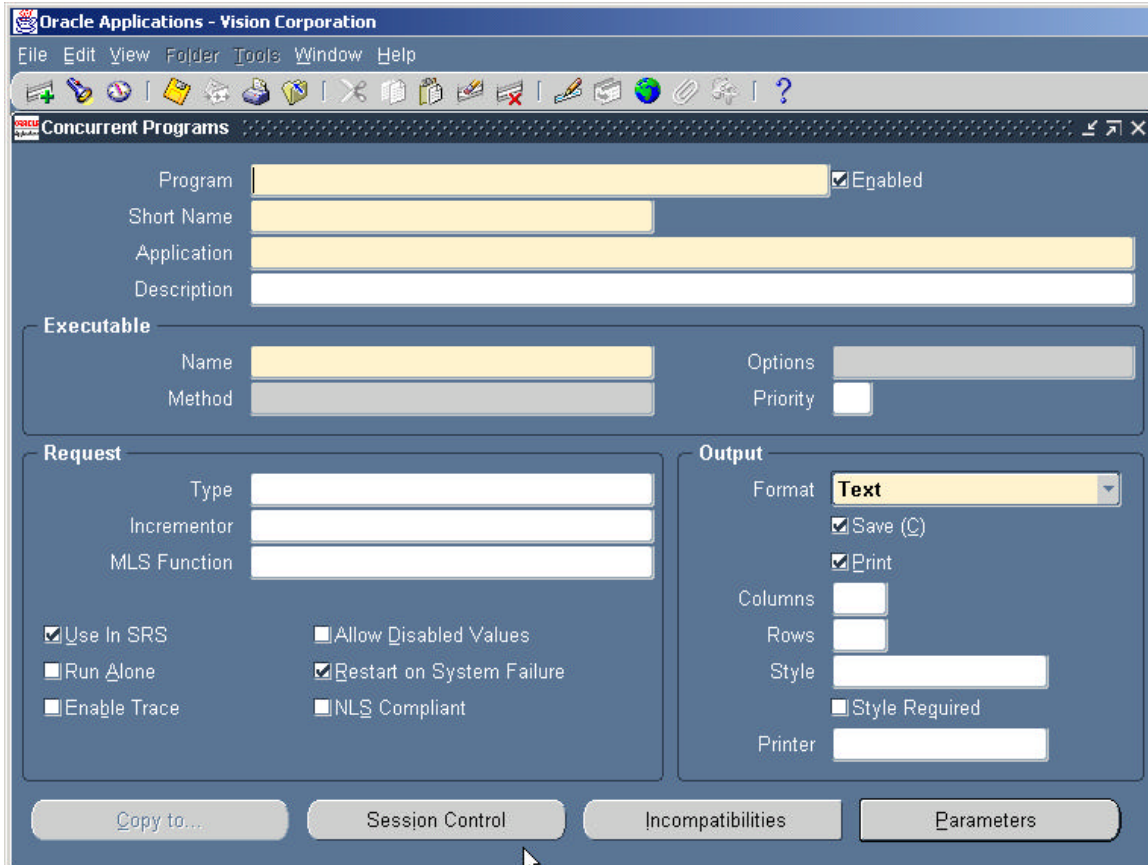 Oracle Applications - Vision Corporation
File Edit View Folder Tools Window Help
Concurrent Programs
Program
Enabled
Short Name
Application
Description
Executable
Name
Options
Method
Priority
Request
Output
Type
Format Text
Incrementor
Save (C)
MLS Function
Print
Columns
Use In SRS
Allow Disabled Values
Rows
Run Alone
Restart on System Failure
Style
Enable Trace
NLS Compliant
Style Required
Printer
Copy to...
Session Control
Incompatibilities
Parameters